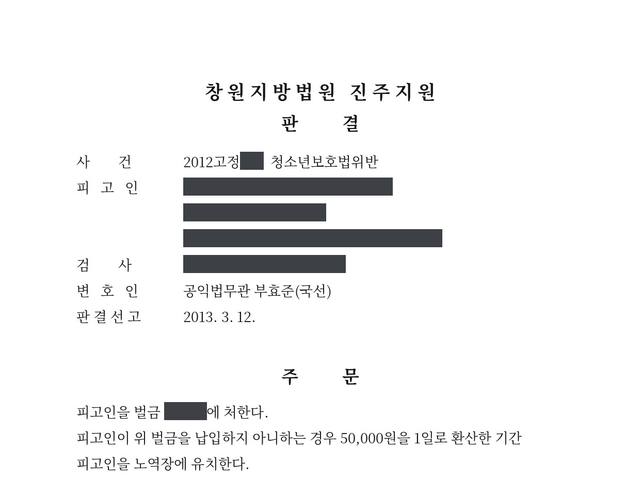 창원지방법원 진주지원
판 결
사 건 2012고정 청소년보호법위반
피 고 인
검 사
변 호 인 공익법무관 부효준(국선)
판결선고 2013. 3. 12.
주 문
피고인을 벌금 에 처한다.
피고인이 위 벌금을 납입하지 아니하는 경우 50,000원을 1일로 환산한 기간
피고인을 노역장에 유치한다.